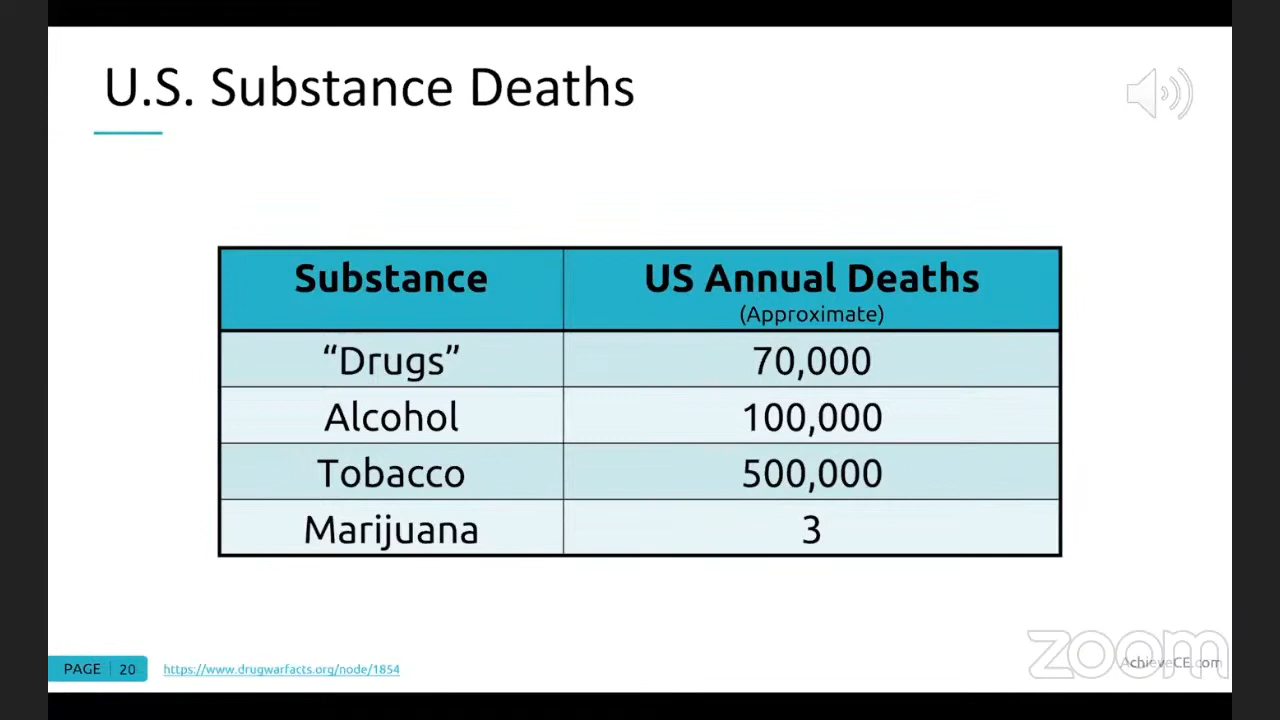 U.S. Substance Deaths
Substance US Annual Deaths
(Approximate)
“Drugs” 70,000
Alcohol 100,000
Tobacco 500,000
Marijuana 3
PAGE | 20 https://www.drugwarfacts.org/node/1854
zoom
AchieveCE.com